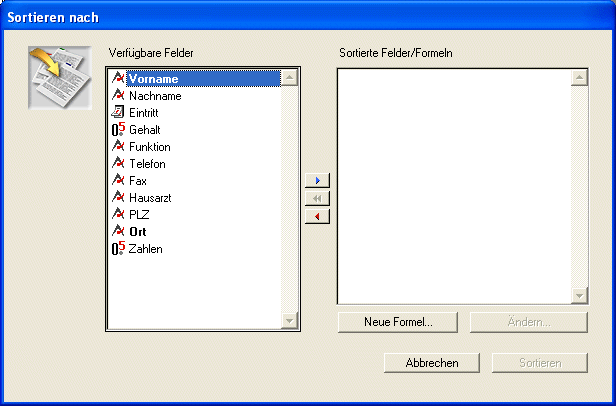 Sortieren nach
Verfügbare Felder
Sortierte Felder/Formeln
Vorname
Nachname
Eintritt
Gehalt
Funktion
Telefon
Fax
Hausarzt
PLZ
Ort
Zahlen
Neue Formel...
Ändern...
Abbrechen
Sortieren